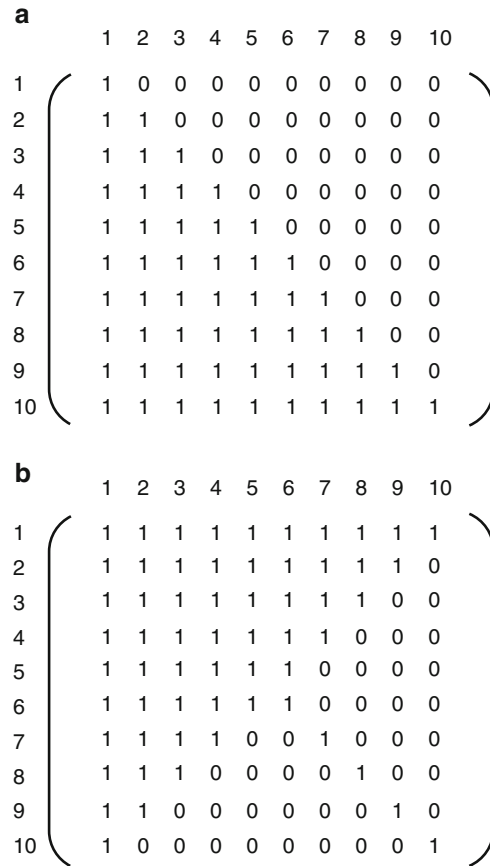 a
1 2 3 4 5 6 7 8 9 10
1 1 0 0 0 0 0 0 0 0 0
2 1 1 0 0 0 0 0 0 0 0
3 1 1 1 0 0 0 0 0 0 0
4 1 1 1 1 0 0 0 0 0 0
5 1 1 1 1 1 0 0 0 0 0
6 1 1 1 1 1 1 0 0 0 0
7 1 1 1 1 1 1 1 0 0 0
8 1 1 1 1 1 1 1 1 0 0
9 1 1 1 1 1 1 1 1 1 0
10 1 1 1 1 1 1 1 1 1 1
b
1 2 3 4 5 6 7 8 9 10
1 1 1 1 1 1 1 1 1 1 1
2 1 1 1 1 1 1 1 1 1 0
3 1 1 1 1 1 1 1 1 0 0
4 1 1 1 1 1 1 1 0 0 0
5 1 1 1 1 1 1 0 0 0 0
6 1 1 1 1 1 1 0 0 0 0
7 1 1 1 1 0 0 1 0 0 0
8 1 1 1 0 0 0 0 1 0 0
9 1 1 0 0 0 0 0 0 1 0
10 1 0 0 0 0 0 0 0 0 1